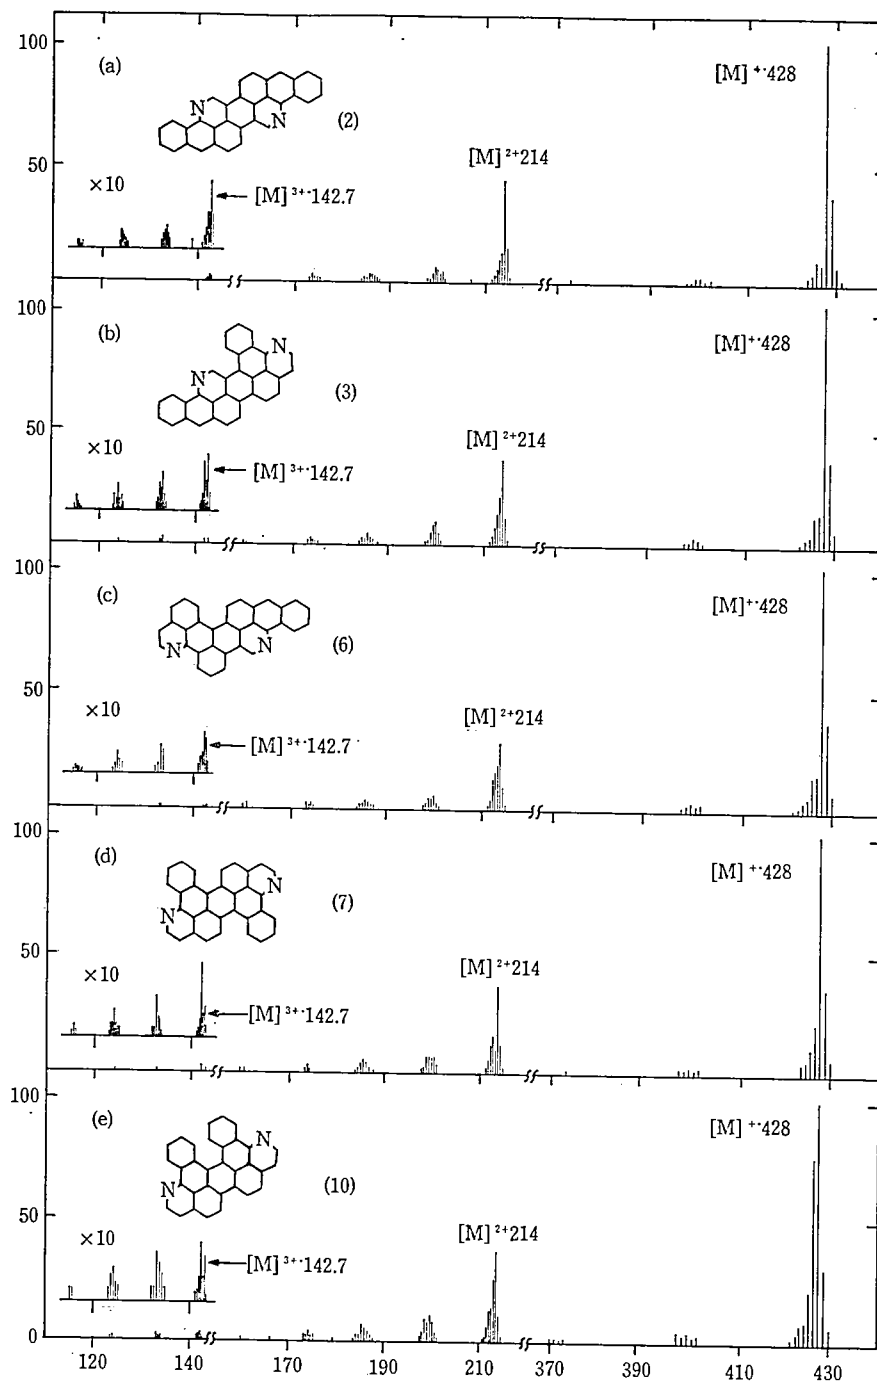 100
(a)
[M]⁺·428
N
N
(2)
[M]²⁺214
50
×10
[M]³⁺·142.7
100
(b)
[M]⁺·428
N
N
(3)
50
[M]²⁺214
×10
[M]³⁺·142.7
100
(c)
[M]⁺·428
(6)
N
N
50
×10
[M]²⁺214
[M]³⁺·142.7
100
(d)
[M]⁺·428
N
(7)
N
50
[M]²⁺214
×10
[M]³⁺·142.7
100
(e)
[M]⁺·428
N
N
(10)
50
×10
[M]²⁺214
[M]³⁺·142.7
0
120 140 170 190 210 370 390 410 430